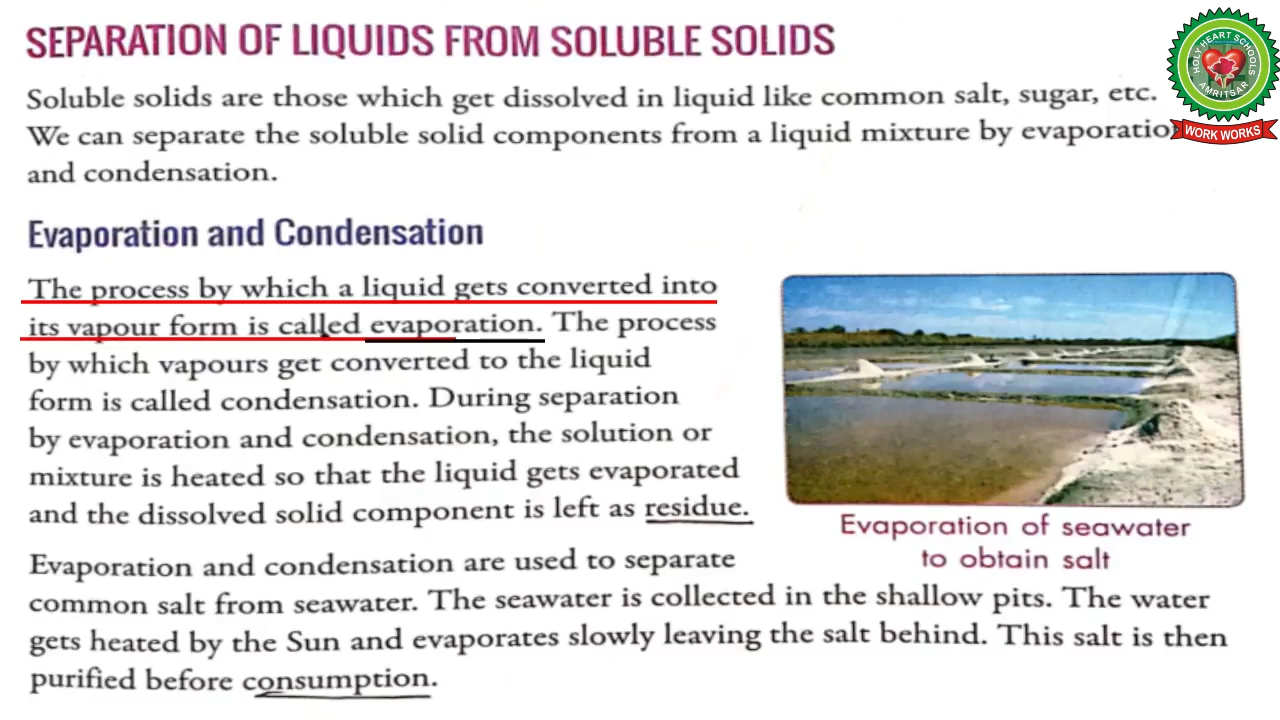 SEPARATION OF LIQUIDS FROM SOLUBLE SOLIDS
Soluble solids are those which get dissolved in liquid like common salt, sugar, etc.
We can separate the soluble solid components from a liquid mixture by evaporatio
and condensation.
Evaporation and Condensation
The process by which a liquid gets converted into
its vapour form is called evaporation. The process
by which vapours get converted to the liquid
form is called condensation. During separation
by evaporation and condensation, the solution or
mixture is heated so that the liquid gets evaporated
and the dissolved solid component is left as residue.
Evaporation of seawater
to obtain salt
Evaporation and condensation are used to separate
common salt from seawater. The seawater is collected in the shallow pits. The water
gets heated by the Sun and evaporates slowly leaving the salt behind. This salt is then
purified before consumption.
HOLY HEART SCHOOLS
AMRITSAR
WORK WORKS